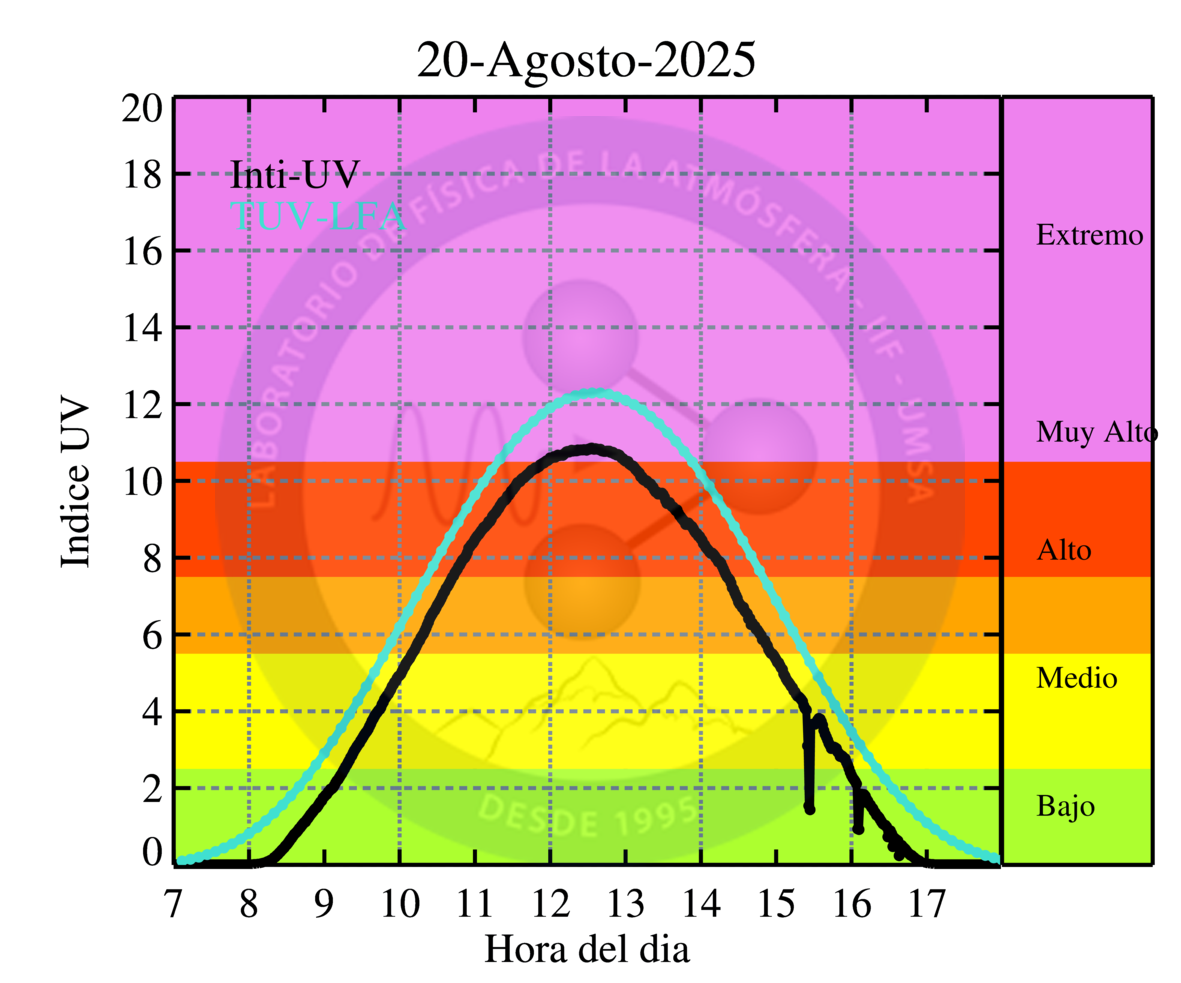 20-Agosto-2025
Indice UV
20
18
16
14
12
10
8
6
4
2
0
Inti-UV
TUV-LFA
LABORATORIO DE FÍSICA DE LA ATMÓSFERA - IIF - UMSA
DESDE 1995
Extremo
Muy Alto
Alto
Medio
Bajo
7 8 9 10 11 12 13 14 15 16 17
Hora del dia